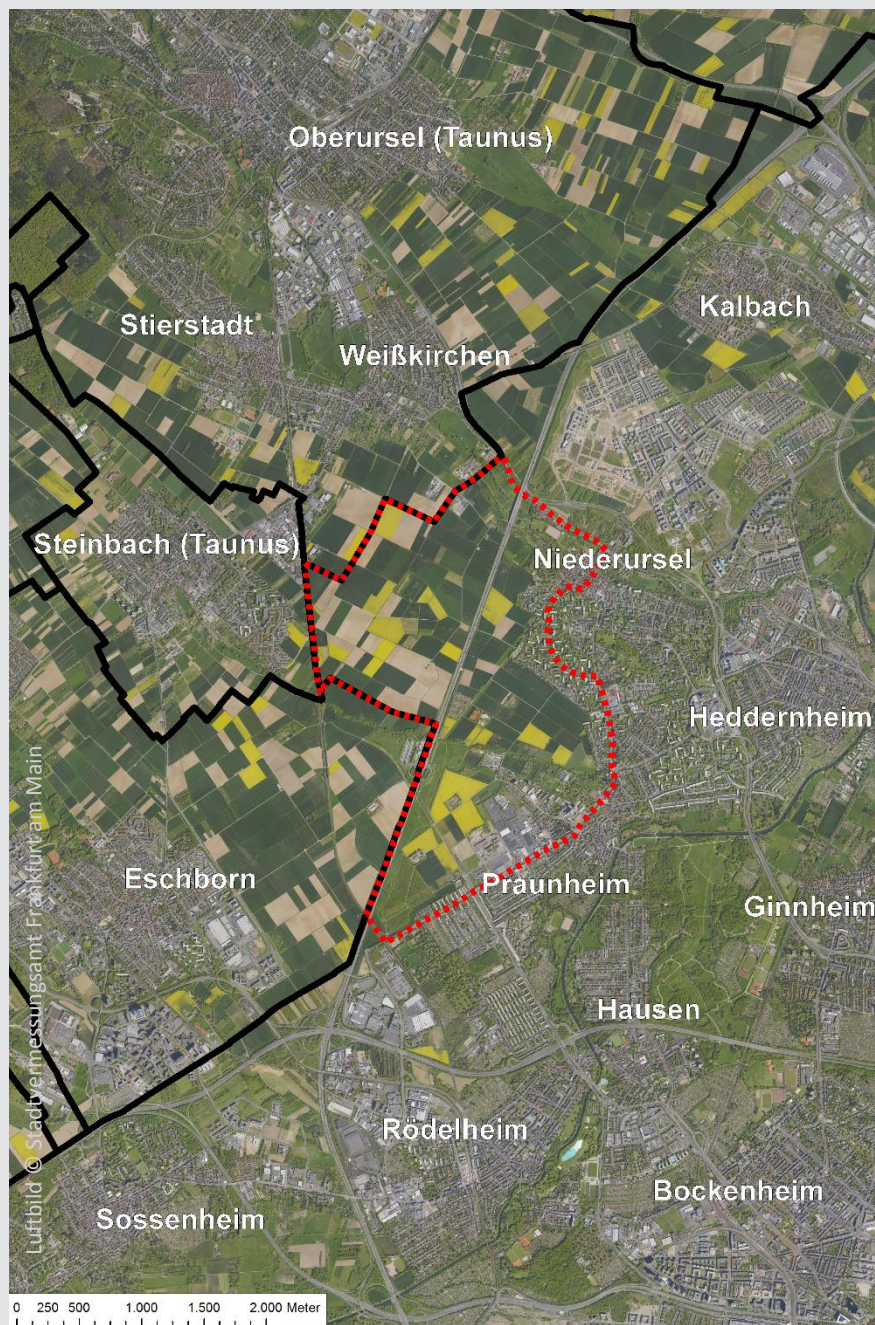 Oberursel (Taunus)
Kalbach
Stierstadt
Weißkirchen
Steinbach (Taunus)
Niederursel
Heddernheim
Eschborn
Praunheim
Ginnheim
Hausen
Rödelheim
Bockenheim
Sossenheim
Luftbild © Stadtvermessungsamt Frankfurt am Main
0 250 500 1.000 1.500 2.000 Meter